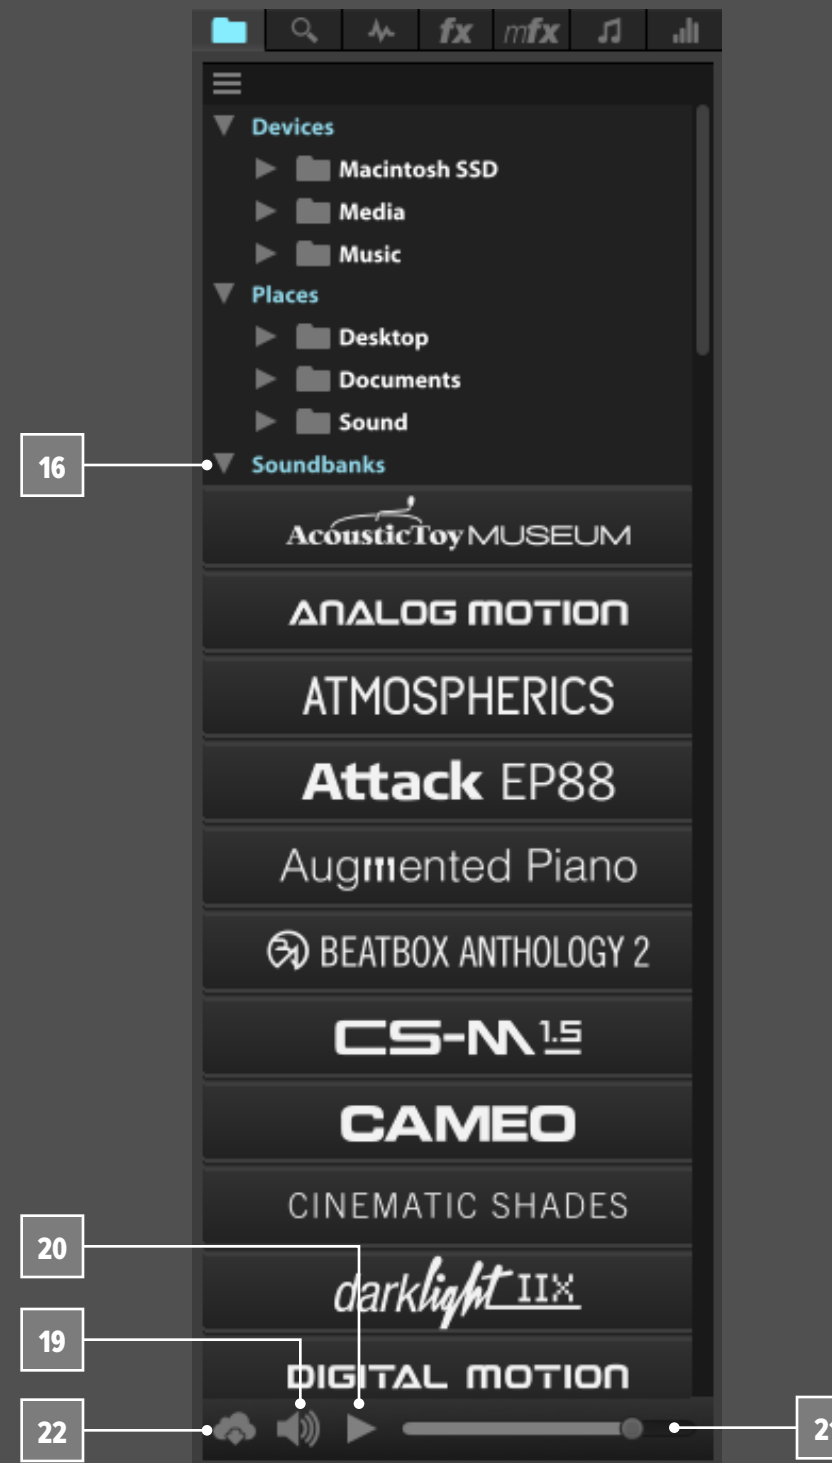 fx mfx
Devices
Macintosh SSD
Media
Music
Places
Desktop
Documents
Sound
16
Soundbanks
AcousticToy MUSEUM
ANALOG MOTION
ATMOSPHERICS
Attack EP88
Augmented Piano
BEATBOX ANTHOLOGY 2
CS-M 1.5
CAMEO
CINEMATIC SHADES
20
darklight IIX
19
DIGITAL MOTION
22